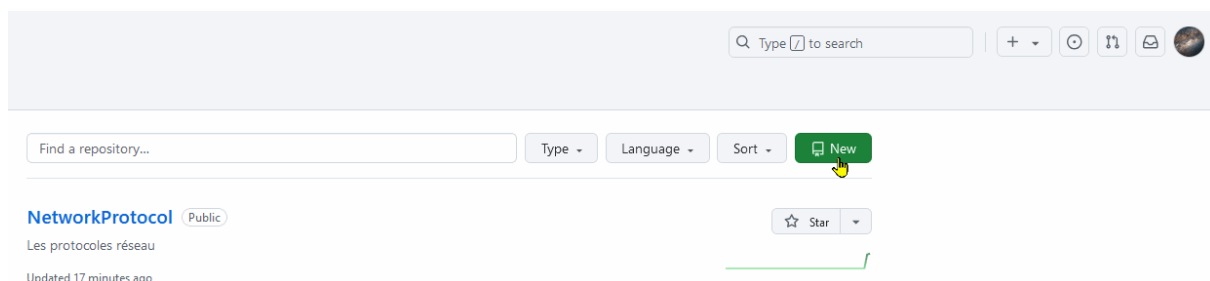 Type / to search
Find a repository...
Type
Language
Sort
New
NetworkProtocol Public
Star
Les protocoles réseau
Updated 17 minutes ago